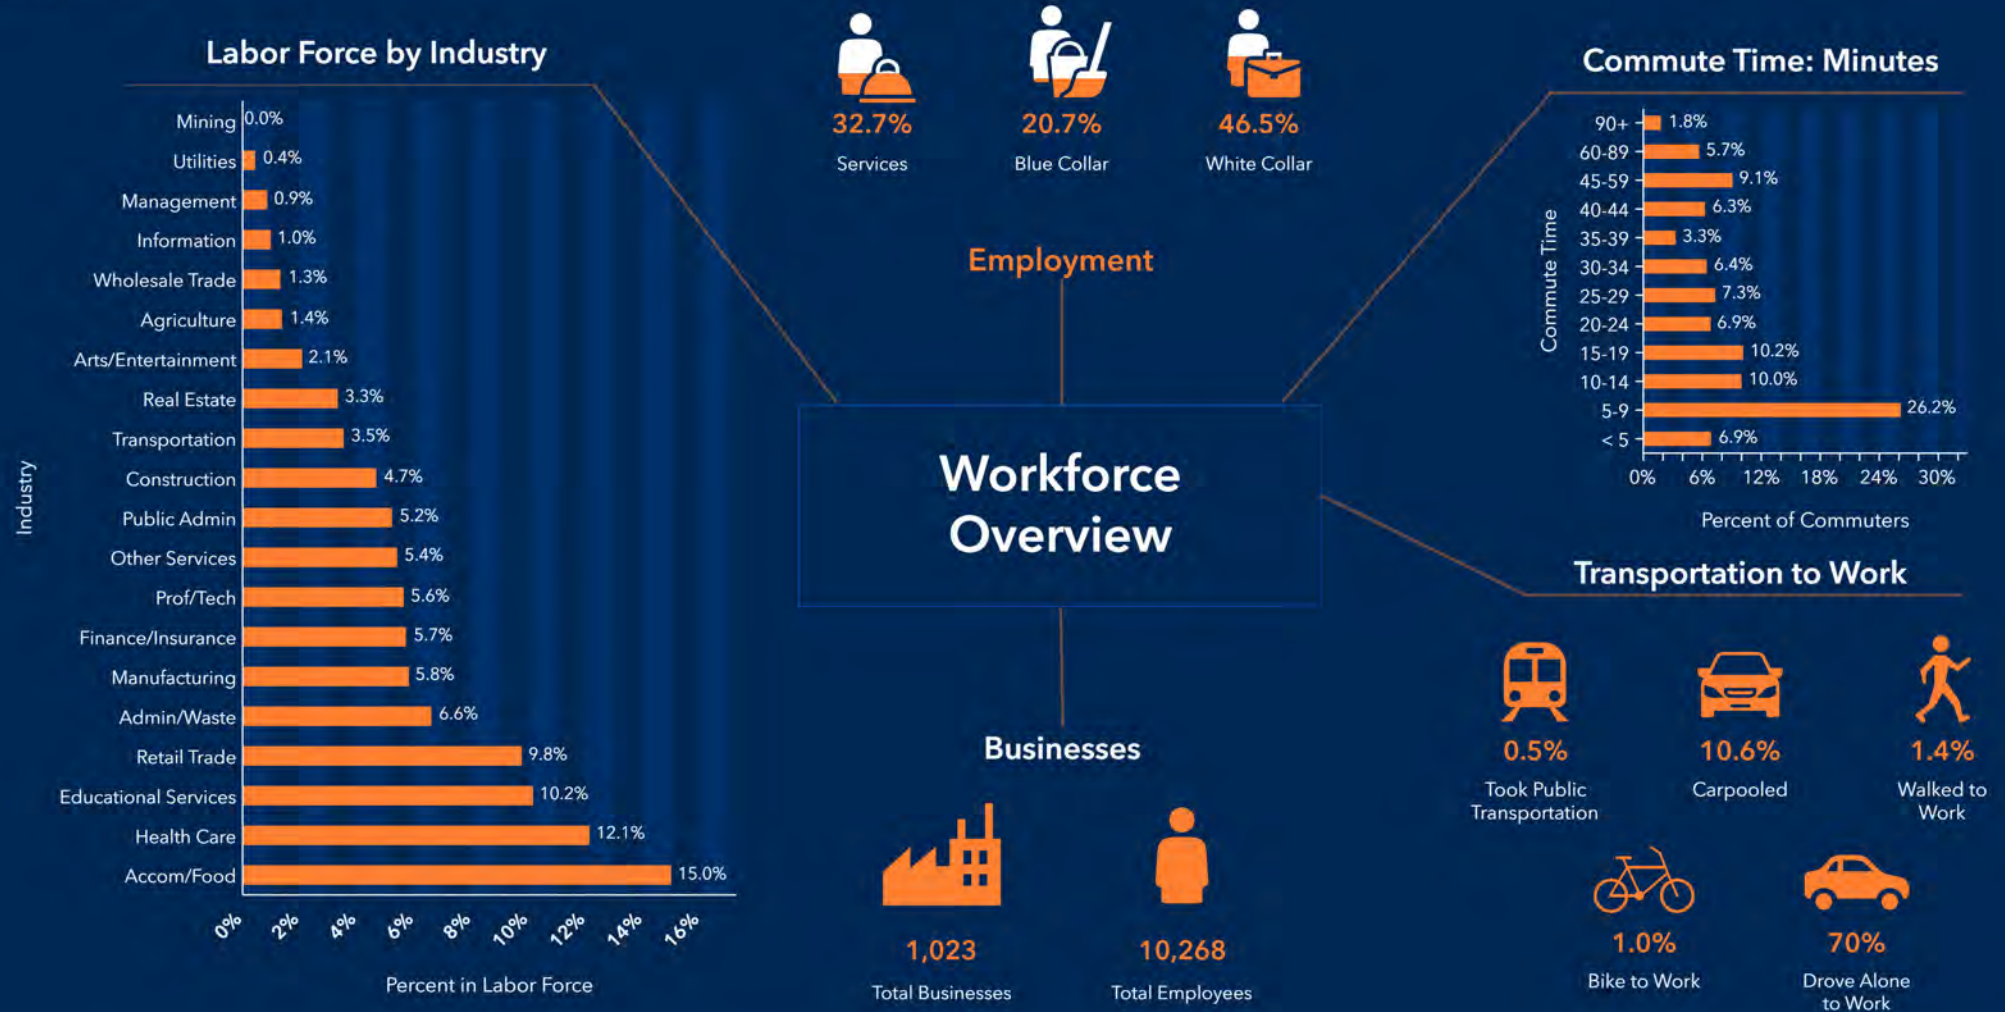 Labor Force by Industry
Industry
Mining 0.0%
Utilities 0.4%
Management 0.9%
Information 1.0%
Wholesale Trade 1.3%
Agriculture 1.4%
Arts/Entertainment 2.1%
Real Estate 3.3%
Transportation 3.5%
Construction 4.7%
Public Admin 5.2%
Other Services 5.4%
Prof/Tech 5.6%
Finance/Insurance 5.7%
Manufacturing 5.8%
Admin/Waste 6.6%
Retail Trade 9.8%
Educational Services 10.2%
Health Care 12.1%
Accom/Food 15.0%
0% 2% 4% 6% 8% 10% 12% 14% 16%
Percent in Labor Force
32.7% 20.7% 46.5%
Services Blue Collar White Collar
Employment
Workforce
Overview
Businesses
1,023 10,268
Total Businesses Total Employees
Commute Time: Minutes
Commute Time
90+ 1.8%
60-89 5.7%
45-59 9.1%
40-44 6.3%
35-39 3.3%
30-34 6.4%
25-29 7.3%
20-24 6.9%
15-19 10.2%
10-14 10.0%
5-9 26.2%
< 5 6.9%
0% 6% 12% 18% 24% 30%
Percent of Commuters
Transportation to Work
0.5% 10.6% 1.4%
Took Public Carpooled Walked to
Transportation Work
1.0% 70%
Bike to Work Drove Alone
to Work